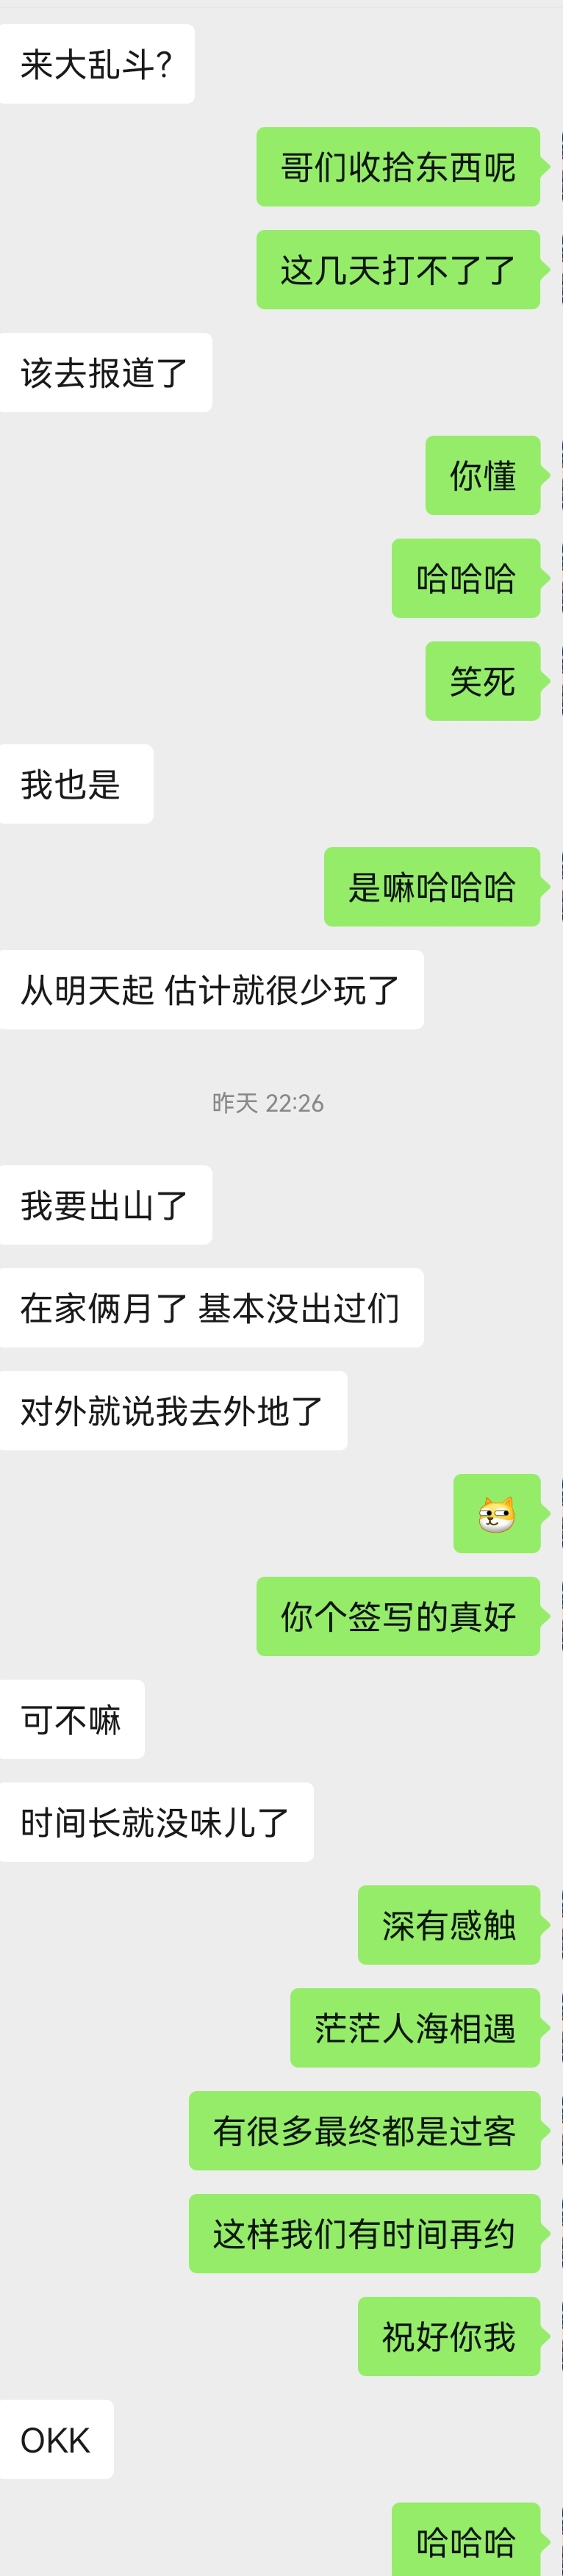 来大乱斗？
哥们收拾东西呢
这几天打不了了
该去报道了
你懂
哈哈哈
笑死
我也是
是嘛哈哈哈
从明天起 估计就很少玩了
昨天 22:26
我要出山了
在家俩月了 基本没出过们
对外就说我去外地了
你个签写的真好
可不嘛
时间长就没味儿了
深有感触
茫茫人海相遇
有很多最终都是过客
这样我们有时间再约
祝好你我
OKK
哈哈哈